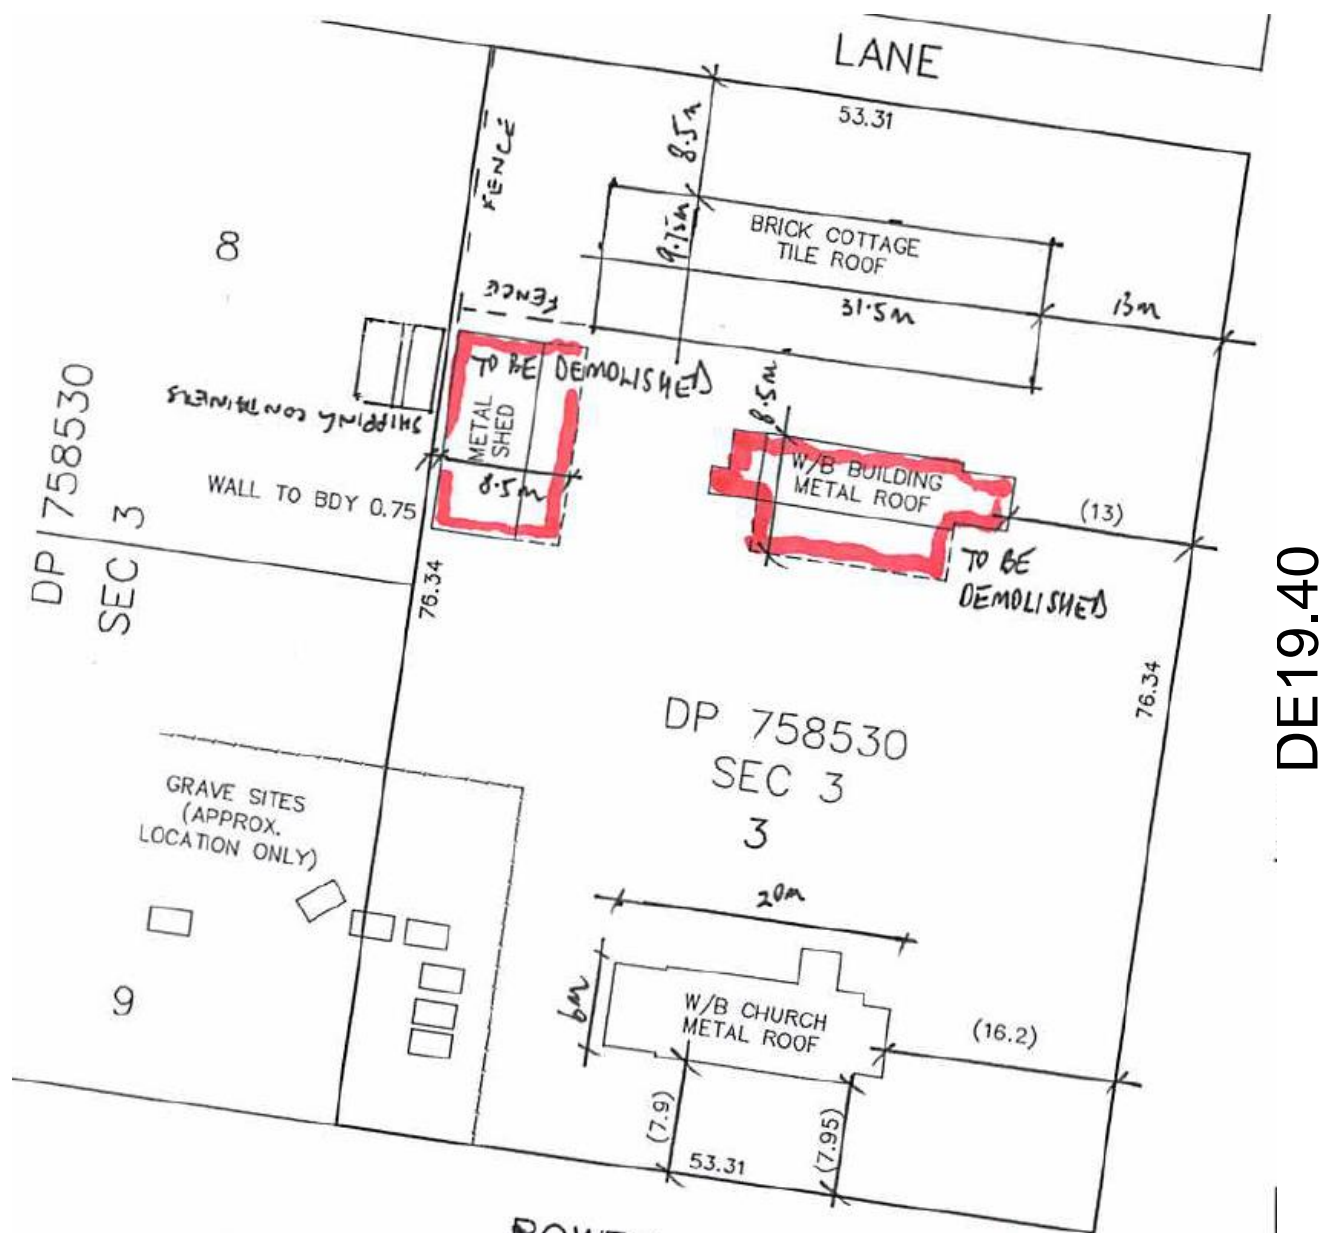 LANE
53.31
8.5m
FENCE
9.75m
BRICK COTTAGE
TILE ROOF
8
FENCE
31.5m
13m
TO BE DEMOLISHED
SHIPPING CONTAINERS
METAL
SHED
8.5m
W/B BUILDING
METAL ROOF
8.5m
WALL TO BDY 0.75
(13)
TO BE
DEMOLISHED
DP 758530
SEC 3
76.34
76.34
DE19.40
DP 758530
SEC 3
3
GRAVE SITES
(APPROX.
LOCATION ONLY)
20m
9
6m
W/B CHURCH
METAL ROOF
(16.2)
(7.9)
(7.95)
53.31